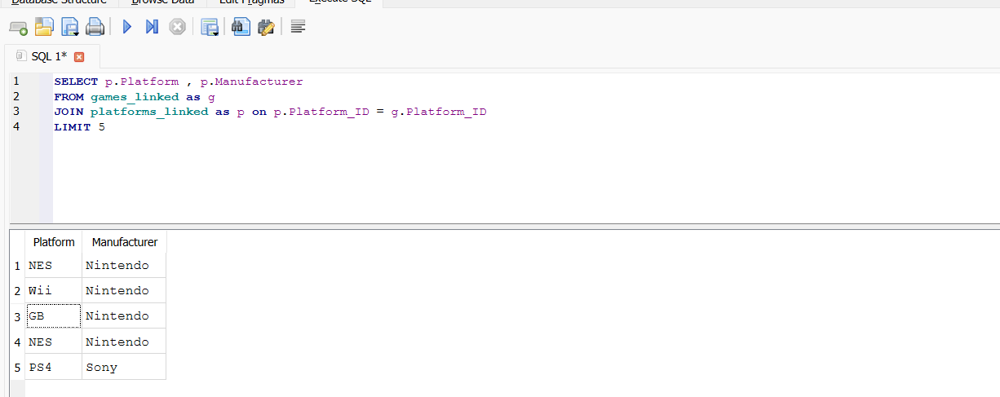 Database Structure Browse Data Edit Pragmas Execute SQL
SQL 1*
1 SELECT p.Platform , p.Manufacturer
2 FROM games_linked as g
3 JOIN platforms_linked as p on p.Platform_ID = g.Platform_ID
4 LIMIT 5
Platform Manufacturer
1 NES Nintendo
2 Wii Nintendo
3 GB Nintendo
4 NES Nintendo
5 PS4 Sony